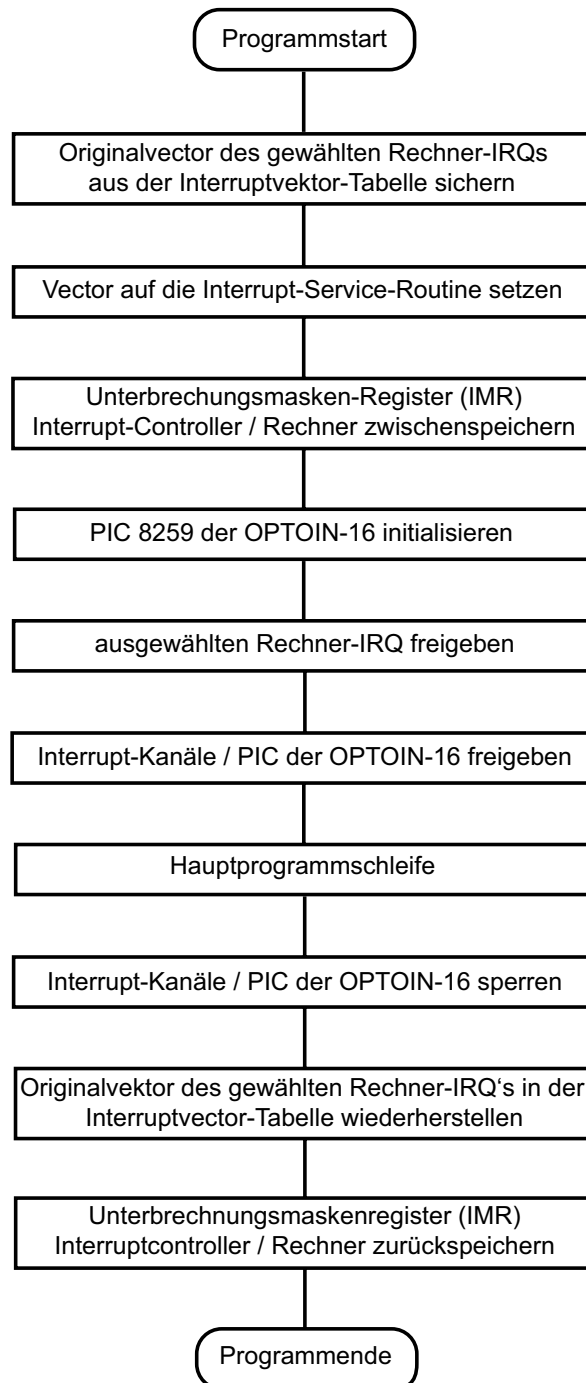 Programmstart
Originalvector des gewählten Rechner-IRQs
aus der Interruptvektor-Tabelle sichern
Vector auf die Interrupt-Service-Routine setzen
Unterbrechungsmasken-Register (IMR)
Interrupt-Controller / Rechner zwischenspeichern
PIC 8259 der OPTOIN-16 initialisieren
ausgewählten Rechner-IRQ freigeben
Interrupt-Kanäle / PIC der OPTOIN-16 freigeben
Hauptprogrammschleife
Interrupt-Kanäle / PIC der OPTOIN-16 sperren
Originalvektor des gewählten Rechner-IRQ‘s in der
Interruptvector-Tabelle wiederherstellen
Unterbrechnungsmaskenregister (IMR)
Interruptcontroller / Rechner zurückspeichern
Programmende